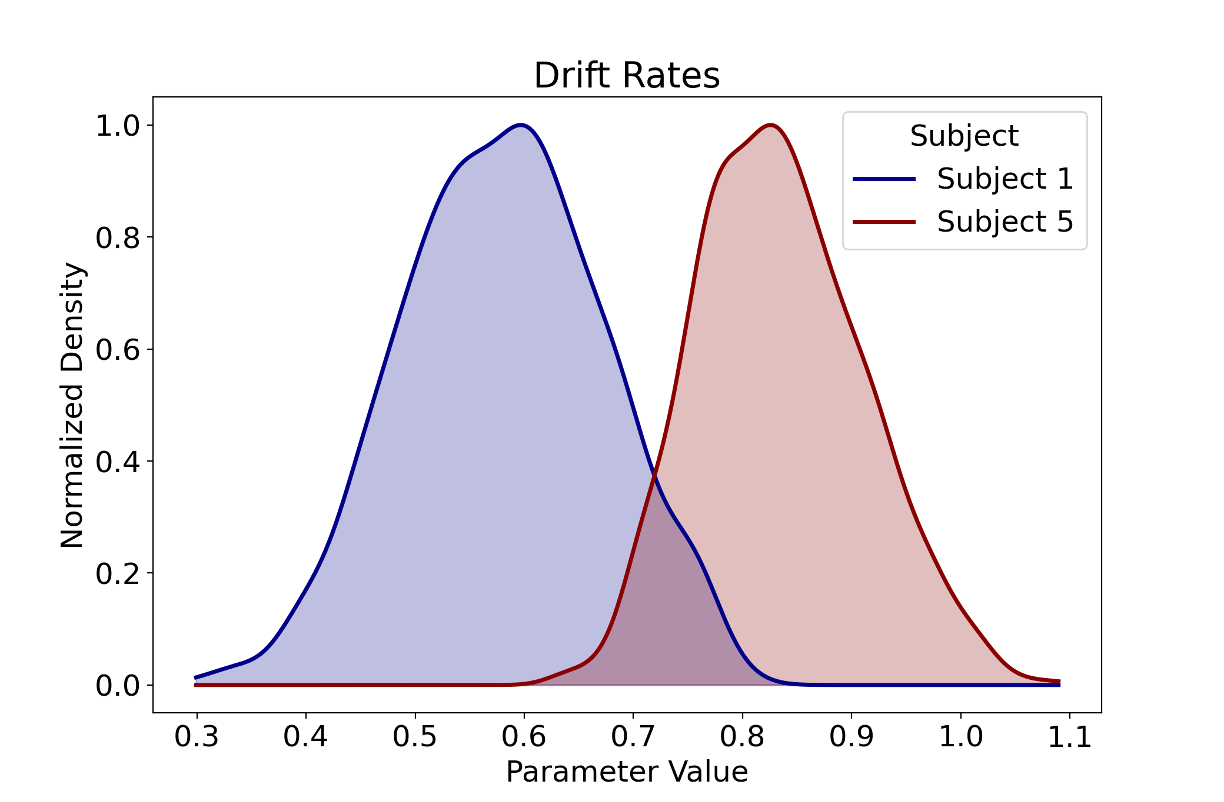 Drift Rates
Subject
Subject 1
Subject 5
Normalized Density
1.0
0.8
0.6
0.4
0.2
0.0
0.3 0.4 0.5 0.6 0.7 0.8 0.9 1.0 1.1
Parameter Value